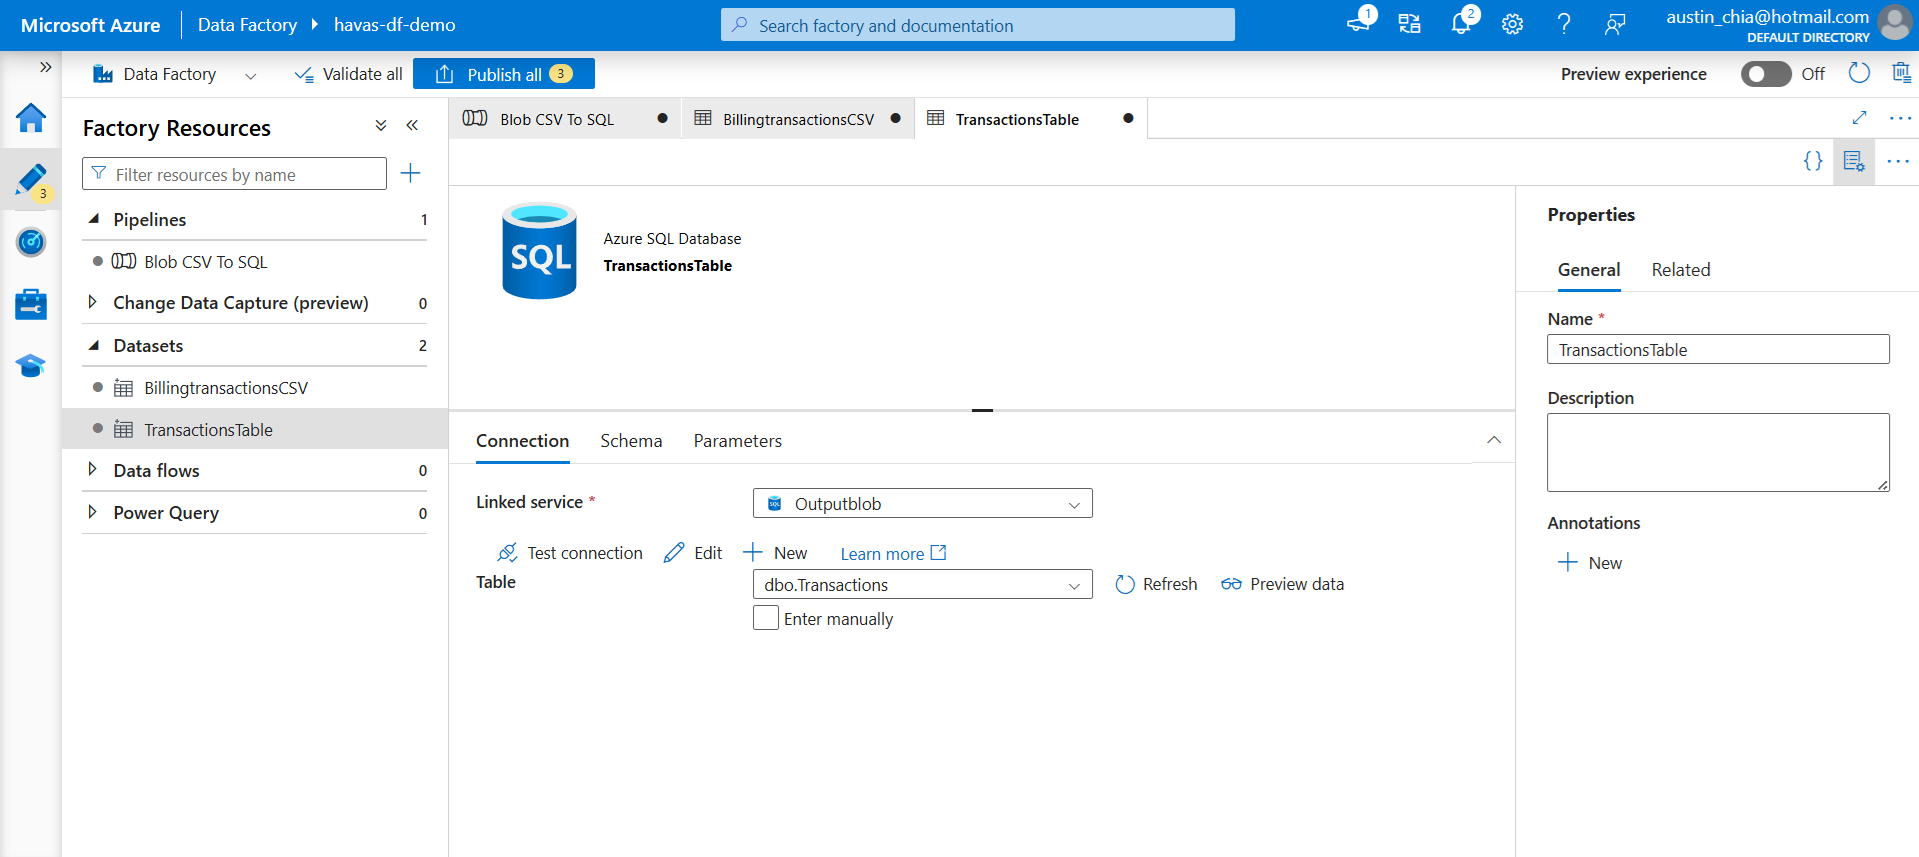 Microsoft Azure
Data Factory
havas-df-demo
Search factory and documentation
1
2
austin_chia@hotmail.com
DEFAULT DIRECTORY
Data Factory
Validate all
Publish all 3
Preview experience
Off
3
Factory Resources
Filter resources by name
Pipelines 1
Blob CSV To SQL
Change Data Capture (preview) 0
Datasets 2
BillingtransactionsCSV
TransactionsTable
Data flows 0
Power Query 0
Blob CSV To SQL
BillingtransactionsCSV
TransactionsTable
{}
SQL
Azure SQL Database
TransactionsTable
Connection
Schema
Parameters
Linked service *
SQL
Outputblob
Test connection
Edit
New
Learn more
Table
dbo.Transactions
Refresh
Preview data
Enter manually
Properties
General
Related
Name *
TransactionsTable
Description
Annotations
New